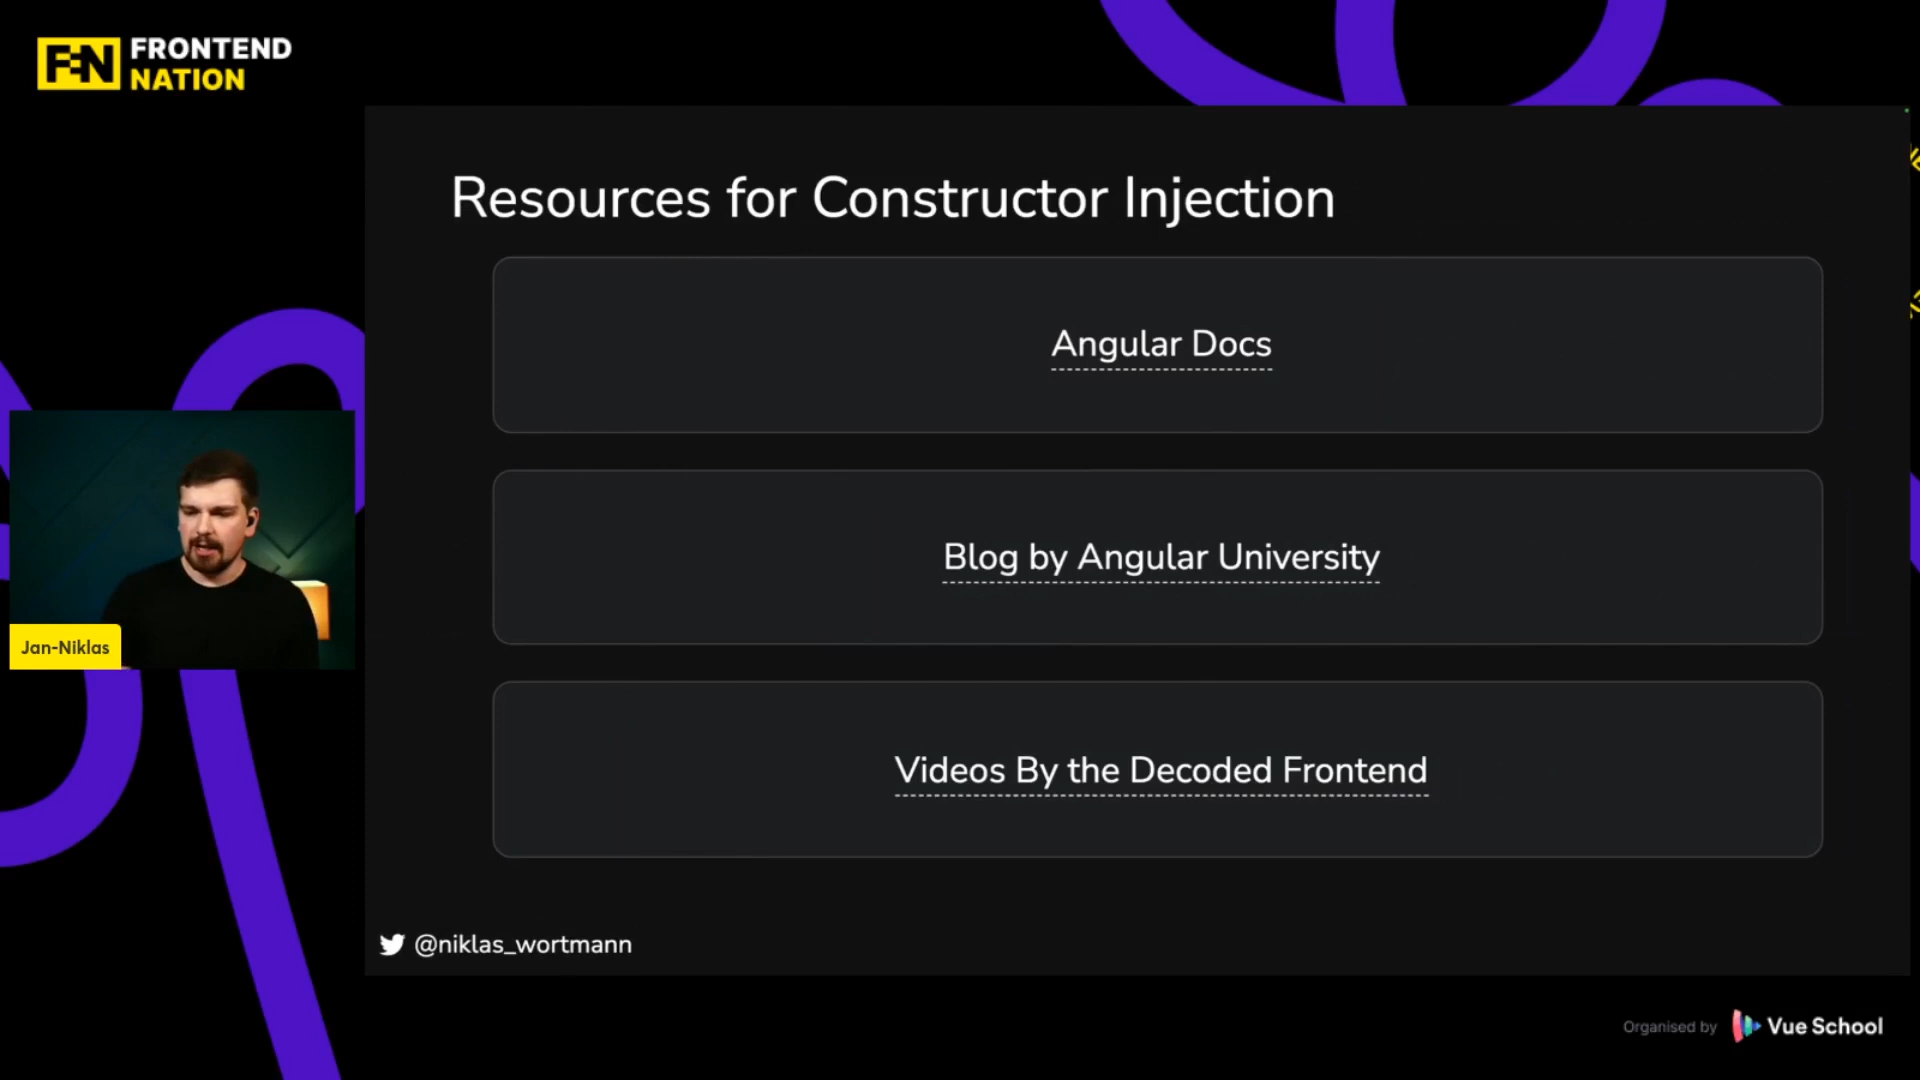 FEN FRONTEND
NATION
Resources for Constructor Injection
Angular Docs
Blog by Angular University
Jan-Niklas
Videos By the Decoded Frontend
@niklas_wortmann
Organised by Vue School